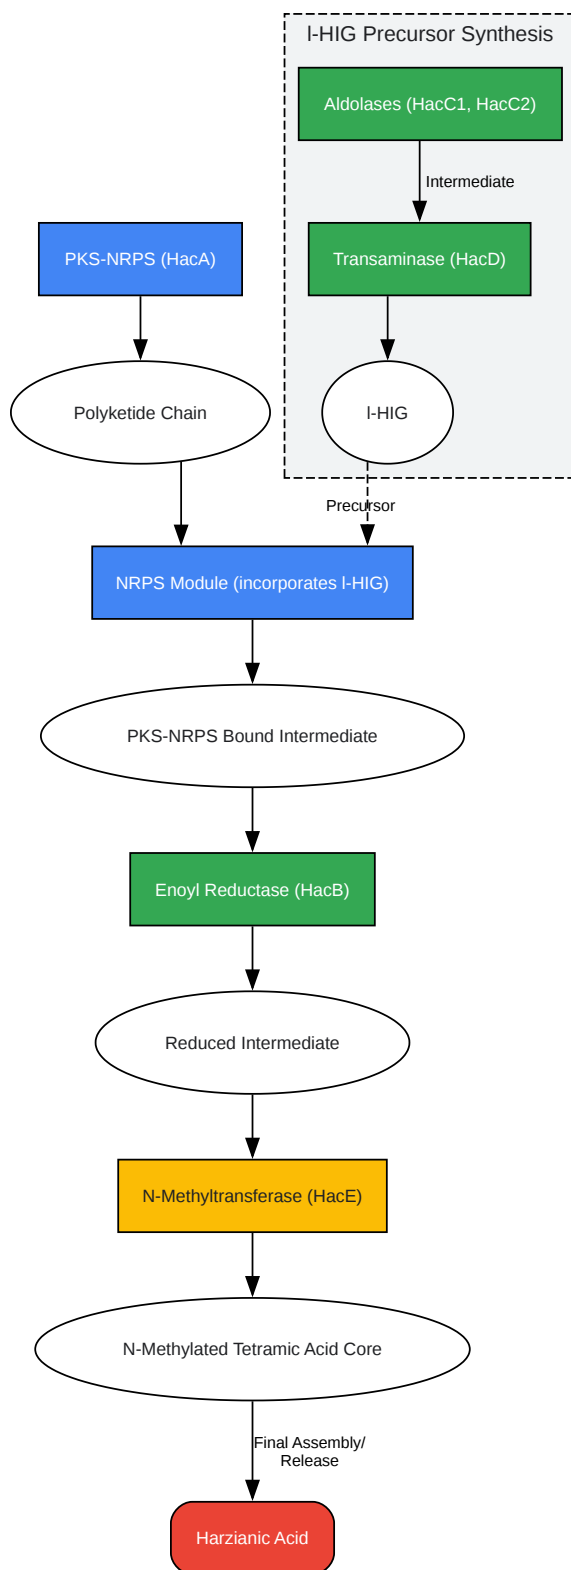 l-HIG Precursor Synthesis
Aldolases (HacC1, HacC2)
Intermediate
PKS-NRPS (HacA)
Transaminase (HacD)
Polyketide Chain
l-HIG
Precursor
NRPS Module (incorporates l-HIG)
PKS-NRPS Bound Intermediate
Enoyl Reductase (HacB)
Reduced Intermediate
N-Methyltransferase (HacE)
N-Methylated Tetramic Acid Core
Final Assembly/
Release
Harzianic Acid